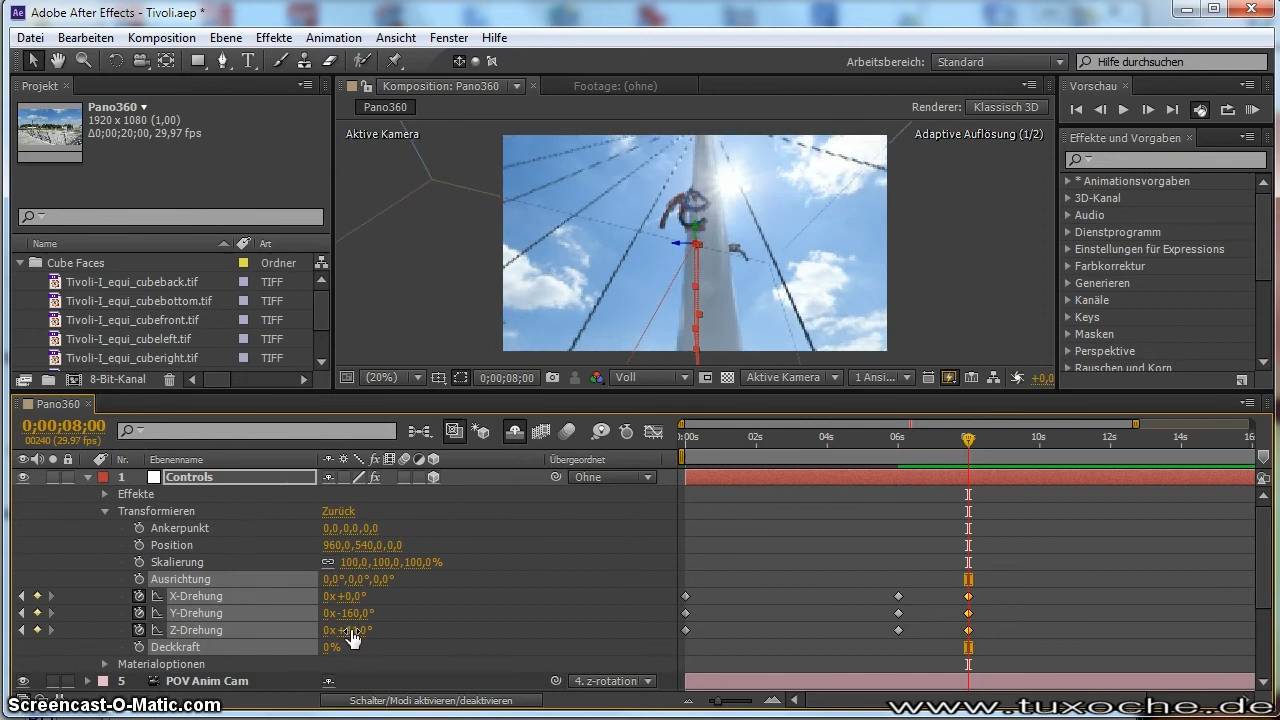 Adobe After Effects - Tivoli.aep *
Datei Bearbeiten Komposition Ebene Effekte Animation Ansicht Fenster Hilfe
Arbeitsbereich: Standard Hilfe durchsuchen
Projekt Komposition: Pano360 Footage: (ohne) Vorschau
Pano360
1920 x 1080 (1,00)
Δ0;00;20;00, 29,97 fps
Pano360 Renderer: Klassisch 3D
Aktive Kamera Adaptive Auflösung (1/2)
Effekte und Vorgaben
* Animationsvorgaben
3D-Kanal
Audio
Dienstprogramm
Einstellungen für Expressions
Farbkorrektur
Generieren
Kanäle
Keys
Masken
Perspektive
Rauschen und Korn
Name Art
Cube Faces Ordner
Tivoli-I_equi_cubeback.tif TIFF
Tivoli-I_equi_cubebottom.tif TIFF
Tivoli-I_equi_cubefront.tif TIFF
Tivoli-I_equi_cubeleft.tif TIFF
Tivoli-I_equi_cuberight.tif TIFF
8-Bit-Kanal
(20%) 0;00;08;00 Voll Aktive Kamera 1 Ansi... +0,0
Pano360
0;00;08;00
00240 (29.97 fps)
:00s 02s 04s 06s 08s 10s 12s 14s 16s
Nr. Ebenenname Übergeordnet
1 Controls Ohne
Effekte
Transformieren Zurück
Ankerpunkt 0,0,0,0,0,0
Position 960,0,540,0,0,0
Skalierung 100,0,100,0,100,0%
Ausrichtung 0,0°,0,0°,0,0°
X-Drehung 0x+0,0°
Y-Drehung 0x-160,0°
Z-Drehung
Deckkraft 0%
Materialoptionen
5 POV Anim Cam 4. z-rotation
Schalter/Modi aktivieren/deaktivieren
Screencast-O-Matic.com
www.tuxoche.de